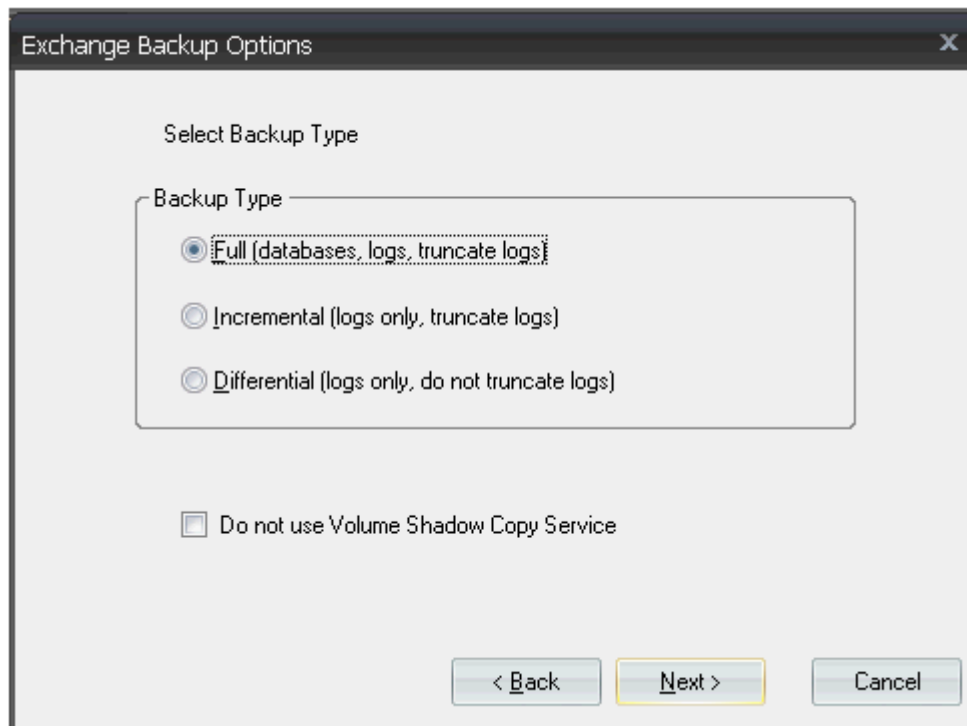 Exchange Backup Options
Select Backup Type
Backup Type
Full (databases, logs, truncate logs)
Incremental (logs only, truncate logs)
Differential (logs only, do not truncate logs)
Do not use Volume Shadow Copy Service
< Back Next > Cancel